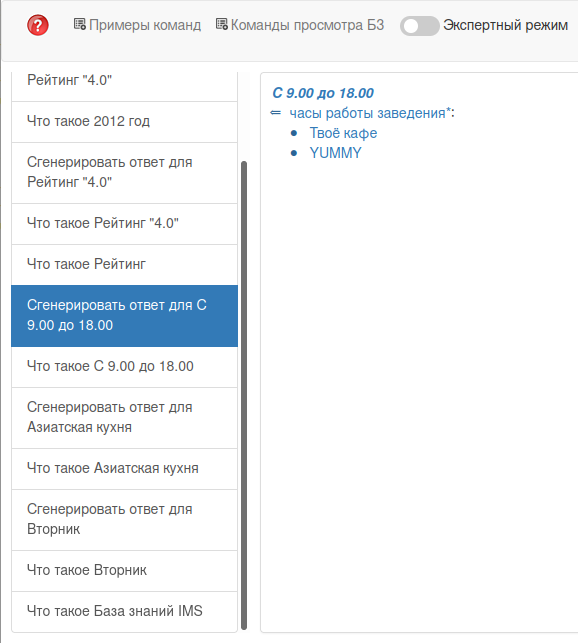 ?
Примеры команд
Команды просмотра БЗ
Экспертный режим
Рейтинг "4.0"
Что такое 2012 год
Сгенерировать ответ для
Рейтинг "4.0"
Что такое Рейтинг "4.0"
Что такое Рейтинг
Сгенерировать ответ для С
9.00 до 18.00
Что такое С 9.00 до 18.00
Сгенерировать ответ для
Азиатская кухня
Что такое Азиатская кухня
Сгенерировать ответ для
Вторник
Что такое Вторник
Что такое База знаний IMS
С 9.00 до 18.00
⇐ часы работы заведения*:
• Твоё кафе
• YUMMY